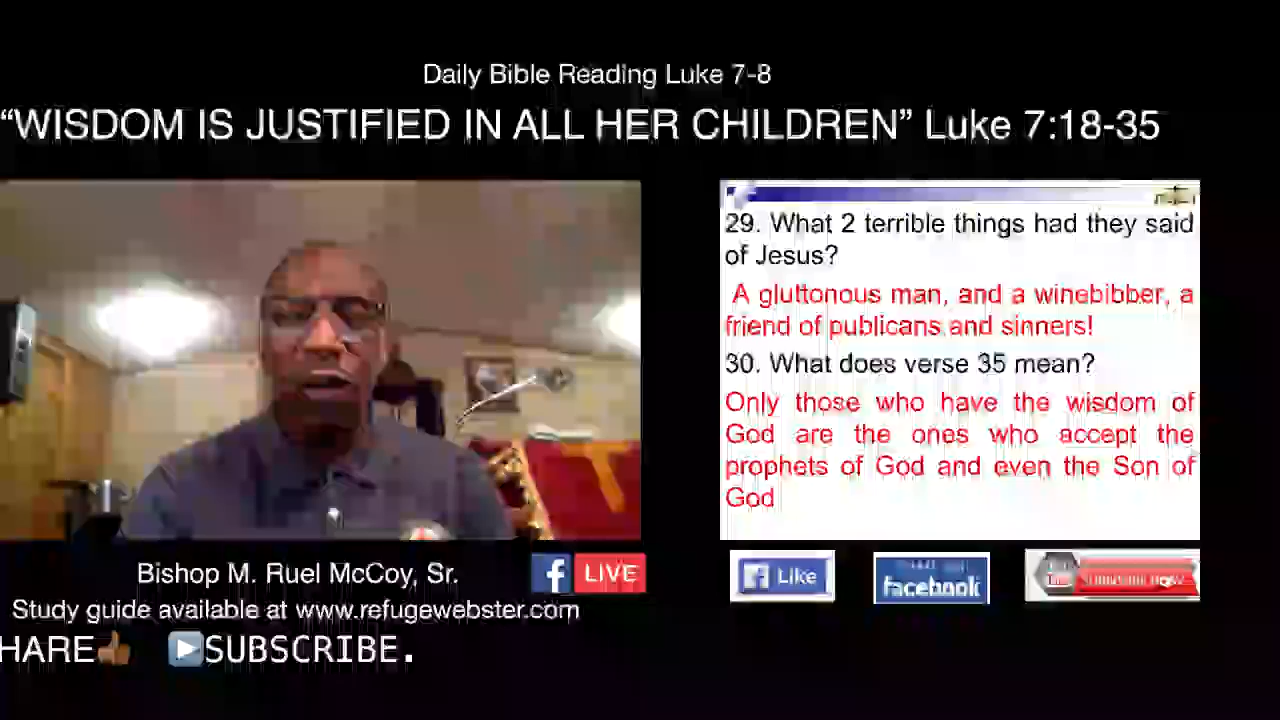 Daily Bible Reading Luke 7-8
“WISDOM IS JUSTIFIED IN ALL HER CHILDREN” Luke 7:18-35
29. What 2 terrible things had they said
of Jesus?
A gluttonous man, and a winebibber, a
friend of publicans and sinners!
30. What does verse 35 mean?
Only those who have the wisdom of
God are the ones who accept the
prophets of God and even the Son of
God
Bishop M. Ruel McCoy, Sr.
f LIVE
f Like
facebook
Study guide available at www.refugewebster.com
HARE SUBSCRIBE.